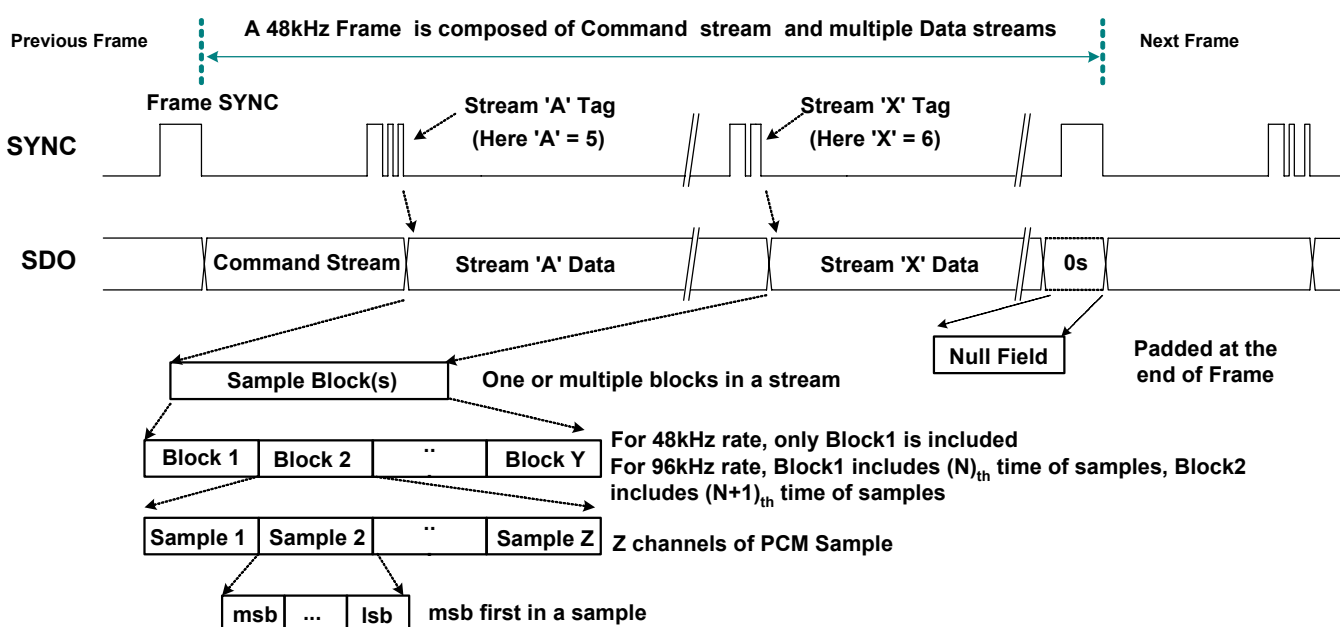 A 48kHz Frame is composed of Command stream and multiple Data streams
Previous Frame
Next Frame
Frame SYNC
Stream 'A' Tag
(Here 'A' = 5)
Stream 'X' Tag
(Here 'X' = 6)
SYNC
SDO
Command Stream
Stream 'A' Data
Stream 'X' Data
0s
Null Field
Padded at the
end of Frame
Sample Block(s)
One or multiple blocks in a stream
Block 1
Block 2
..
Block Y
For 48kHz rate, only Block1 is included
For 96kHz rate, Block1 includes (N)th time of samples, Block2
includes (N+1)th time of samples
Sample 1
Sample 2
..
Sample Z
Z channels of PCM Sample
msb
...
lsb
msb first in a sample